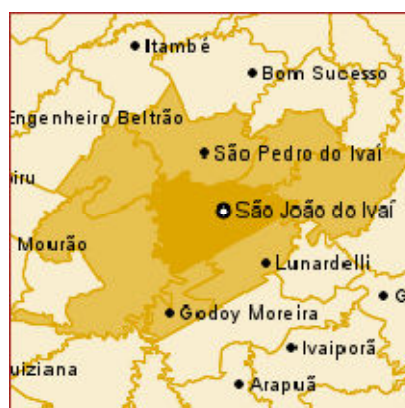 Itambé
Bom Sucesso
Engenheiro Beltrão
São Pedro do Ivaí
iru
São João do Ivaí
Mourão
Lunardelli
G
Godoy Moreira
Ivaiporã
uiziana
Arapuã